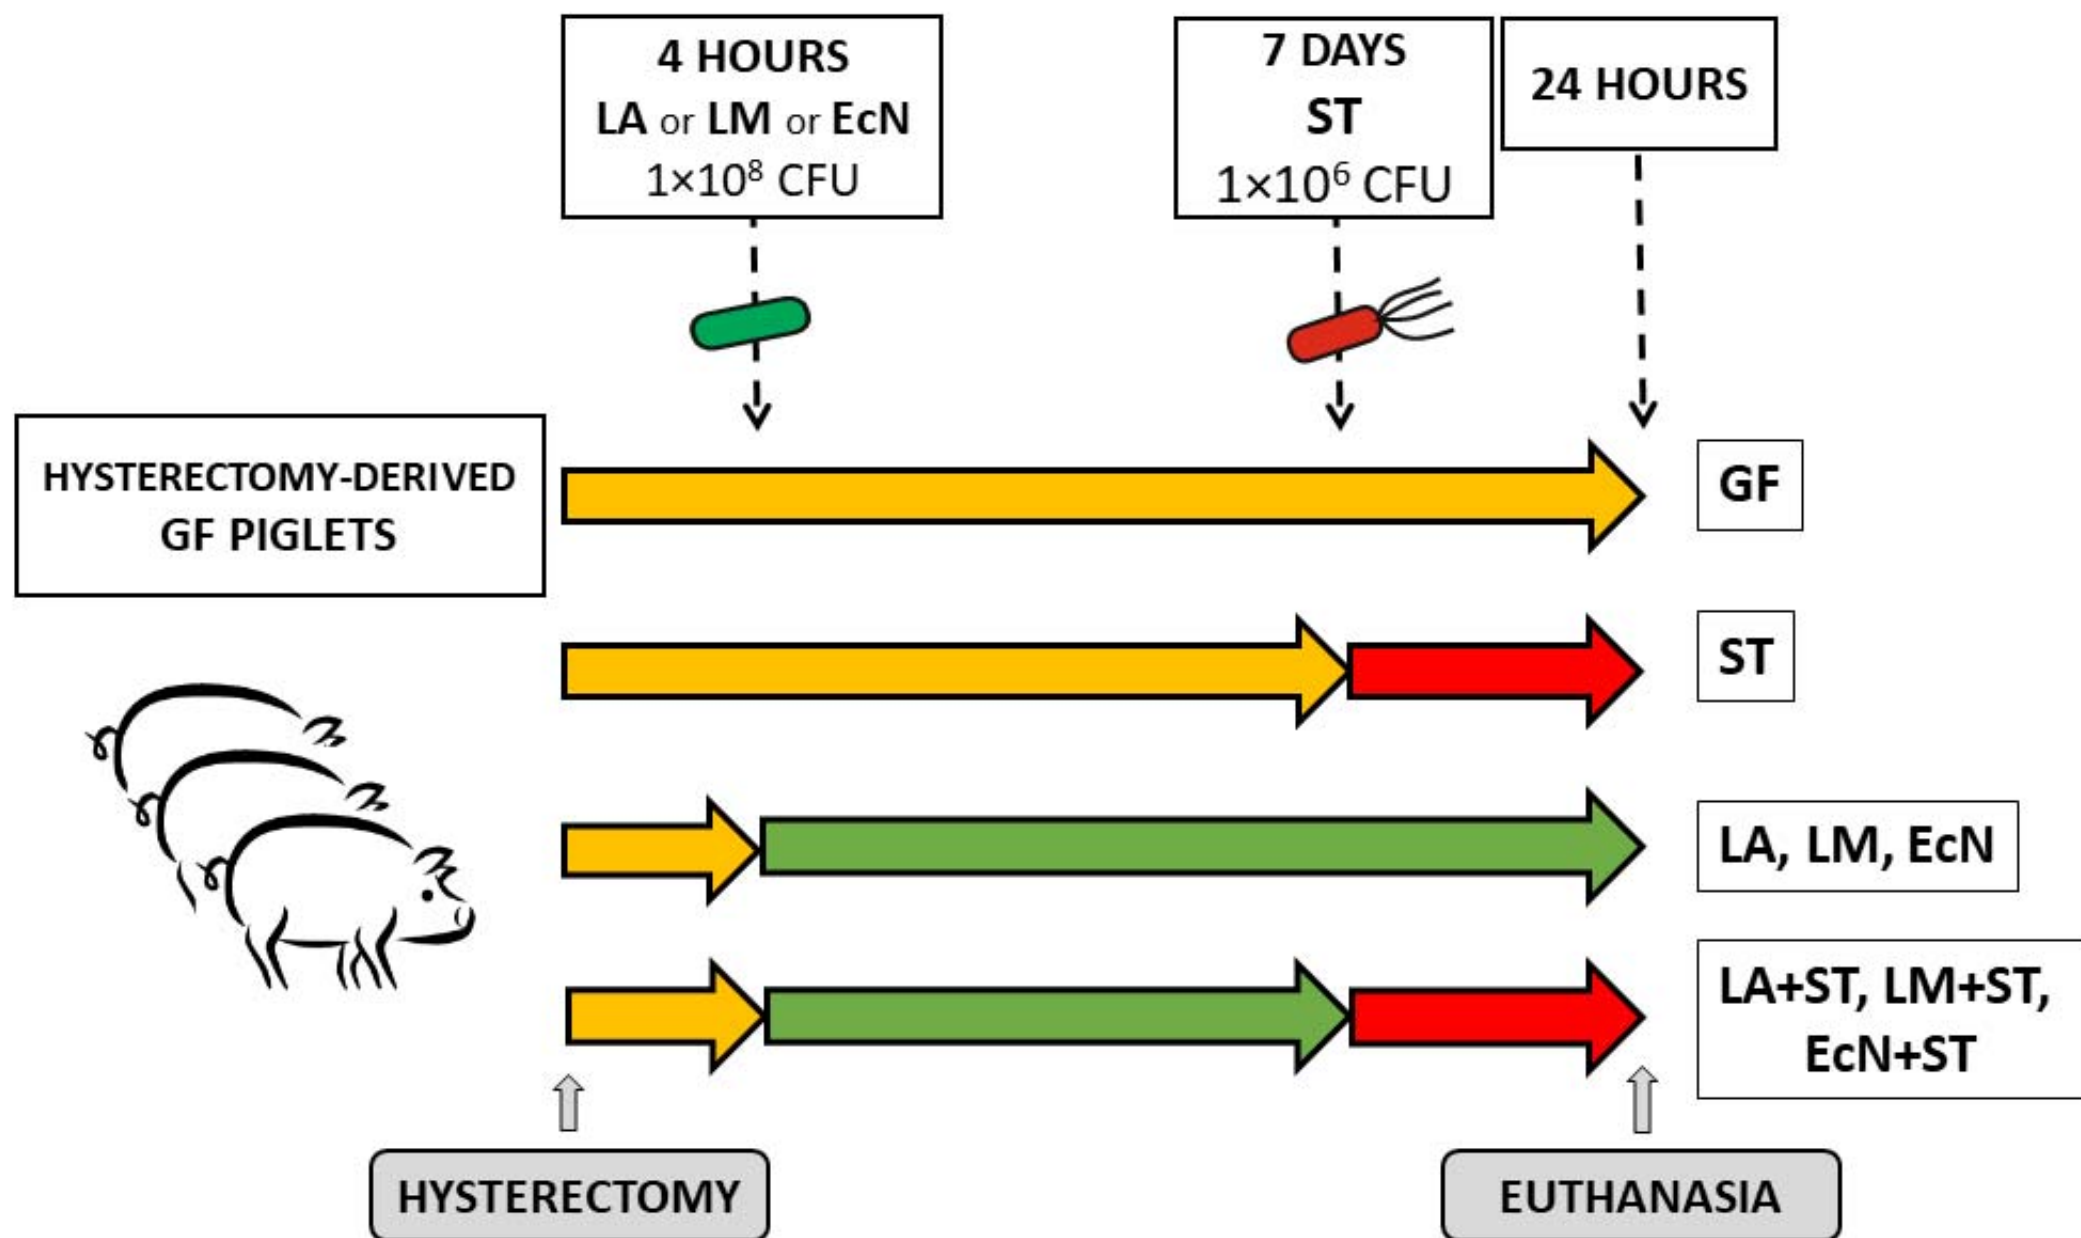 4 HOURS
LA or LM or EcN
1×10⁸ CFU
7 DAYS
ST
1×10⁶ CFU
24 HOURS
HYSTERECTOMY-DERIVED
GF PIGLETS
GF
ST
LA, LM, EcN
LA+ST, LM+ST,
EcN+ST
HYSTERECTOMY
EUTHANASIA